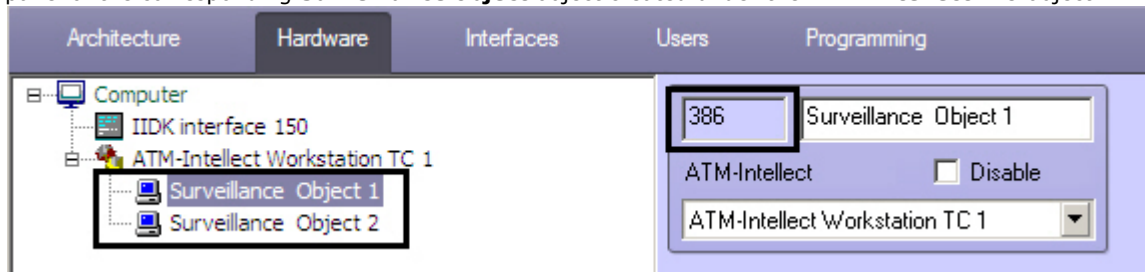 Architecture Hardware Interfaces Users Programming
Computer
IIDK interface 150
ATM-Intellect Workstation TC 1
Surveillance Object 1
Surveillance Object 2
386 Surveillance Object 1
ATM-Intellect Disable
ATM-Intellect Workstation TC 1